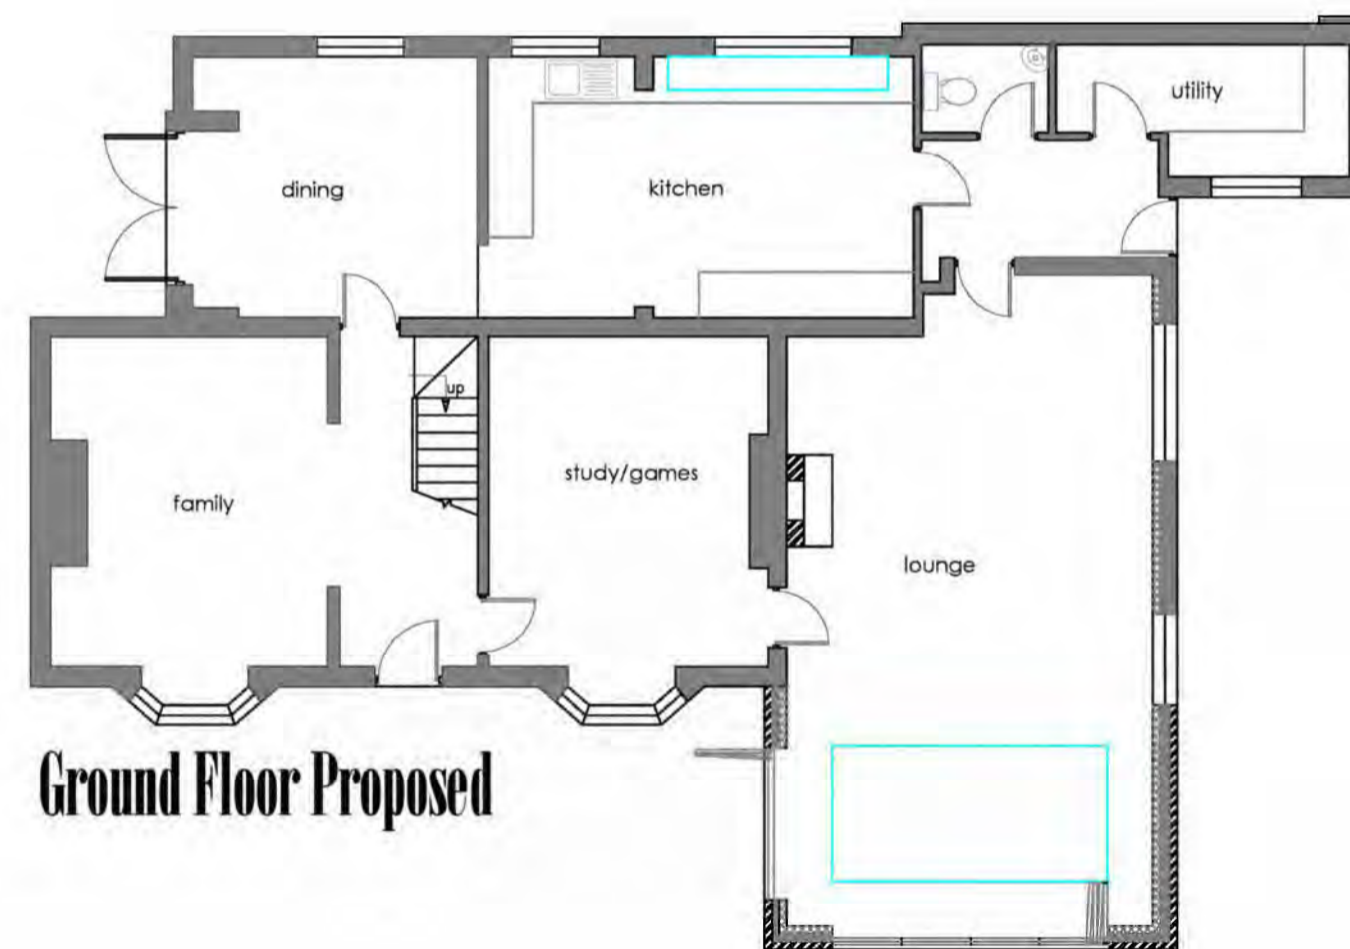 utility
dining
kitchen
up
study/games
family
lounge
Ground Floor Proposed